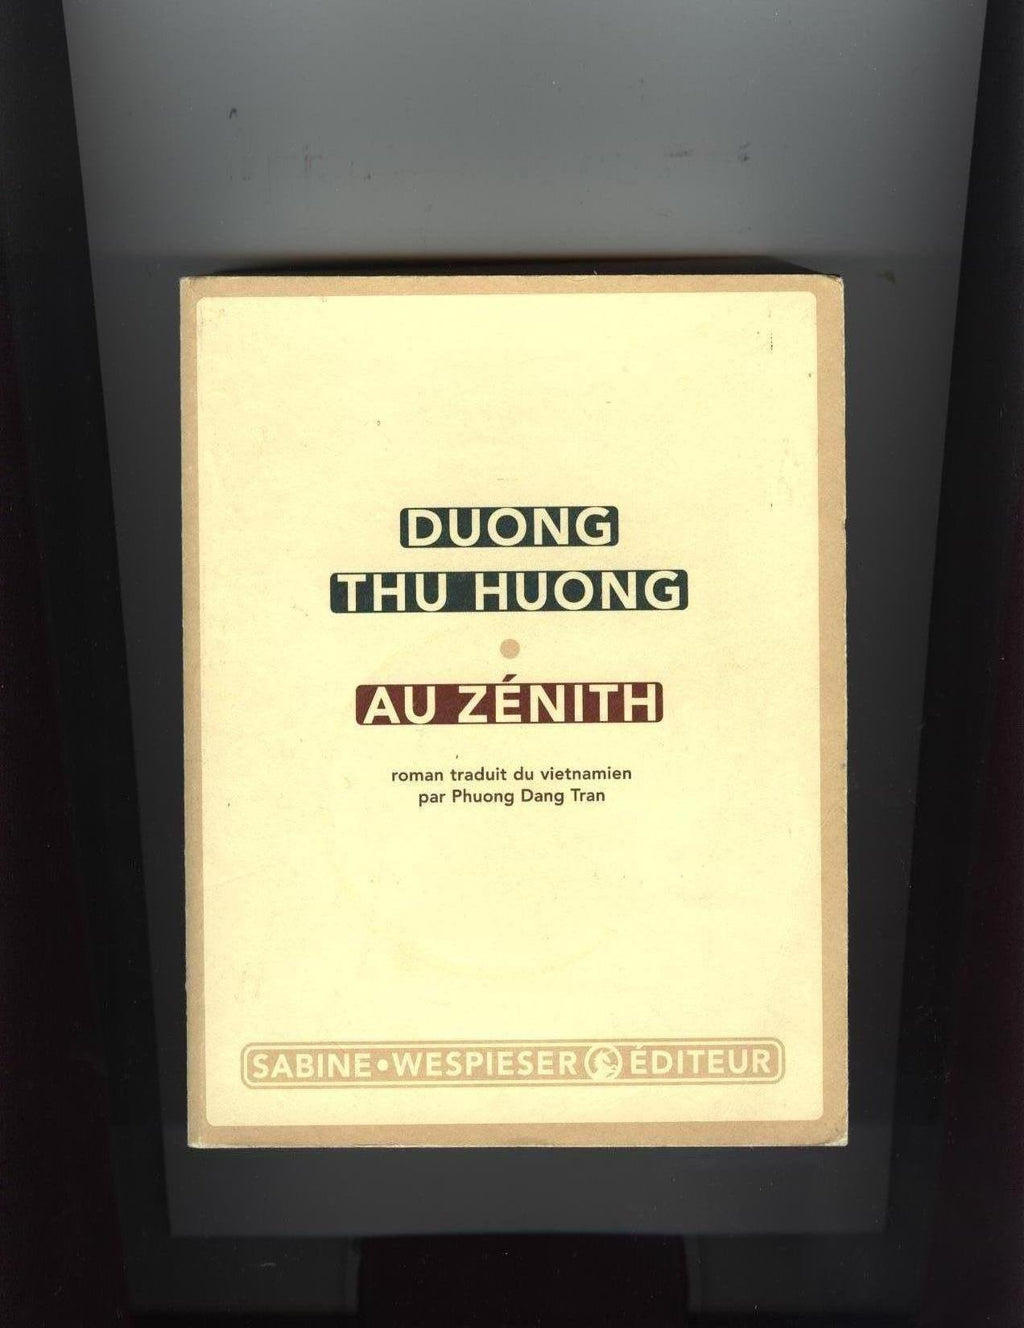 DUONG
THU HUONG
AU ZÉNITH
roman traduit du vietnamien
par Phuong Dang Tran
SABINE•WESPIESER ÉDITEUR